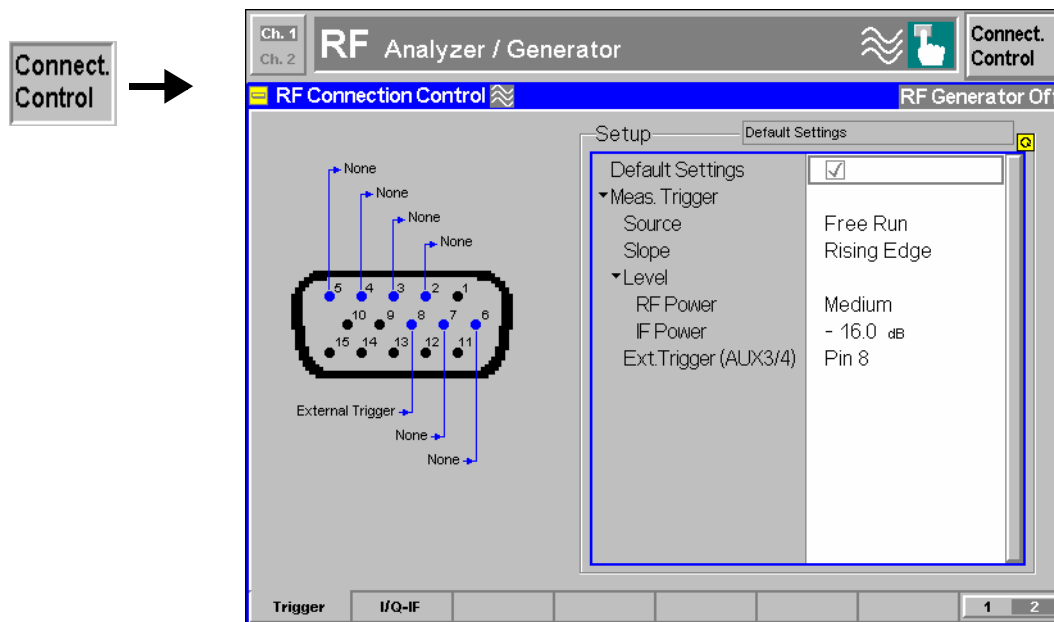 Connect.
Control
Ch. 1
Ch. 2
RF Analyzer / Generator
Connect.
Control
RF Connection Control
RF Generator Off
Setup
Default Settings
None
None
None
None
5 4 3 2 1
10 9 8 7 6
15 14 13 12 11
External Trigger
None
None
Default Settings
Meas. Trigger
Source Free Run
Slope Rising Edge
Level
RF Power Medium
IF Power - 16.0 dB
Ext.Trigger (AUX3/4) Pin 8
Trigger I/Q-IF 1 2